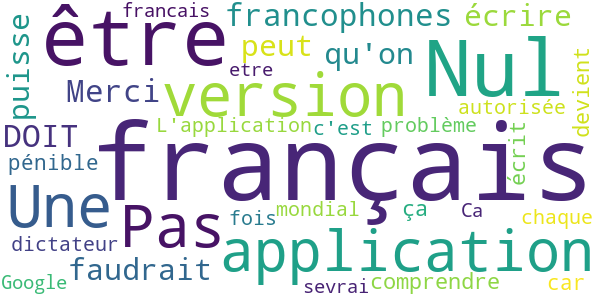 francais
être
francophones
écrire
puisse
peut
qu'on
Nul
devient
etre
Merci
version
autorisée
L'application
c'est
problème
DOIT
français
écrit
pénible
Une
Pas
fois
mondial
ça
Ca
chaque
dictateur
application
faudrait
Google
sevrai
comprendre
car